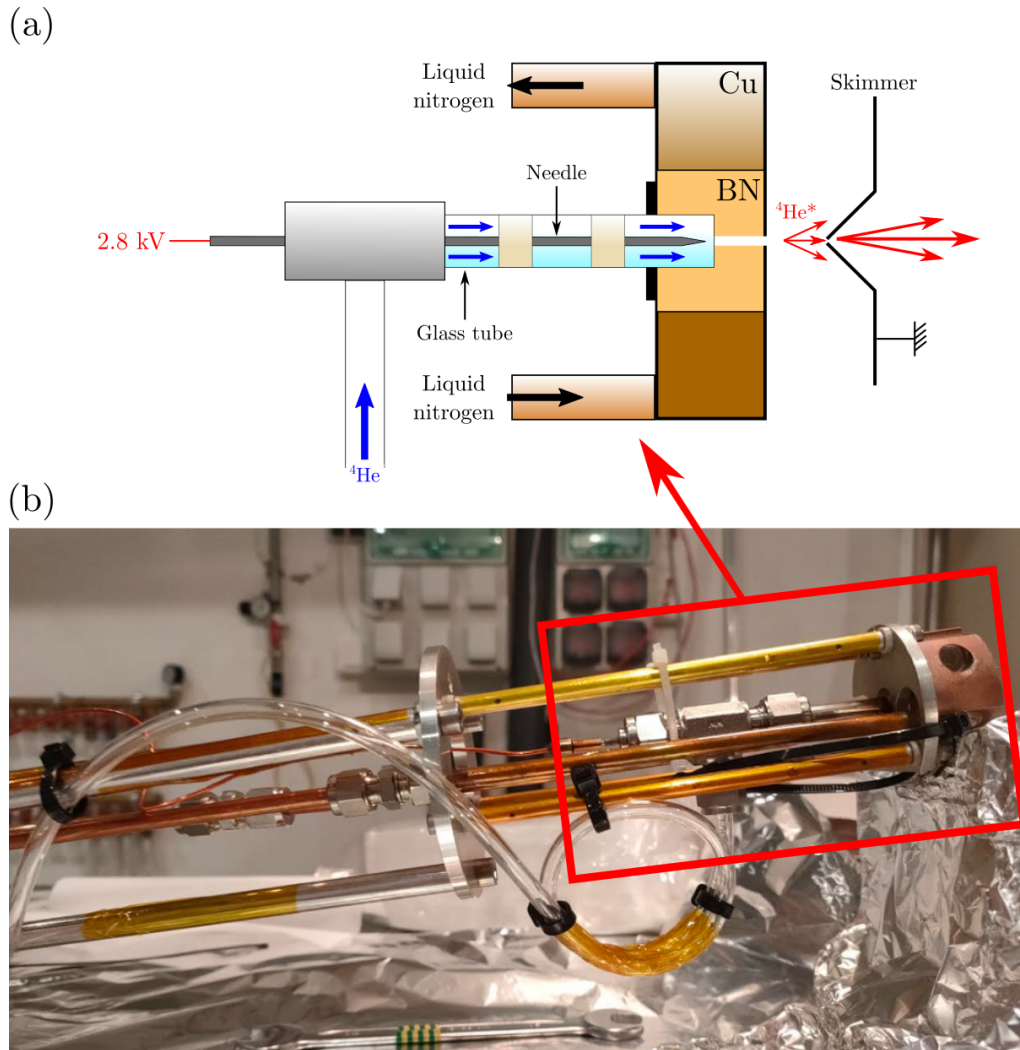 (a)
Liquid
nitrogen
Cu
Skimmer
Needle
BN
⁴He*
2.8 kV
Glass tube
Liquid
nitrogen
⁴He
(b)